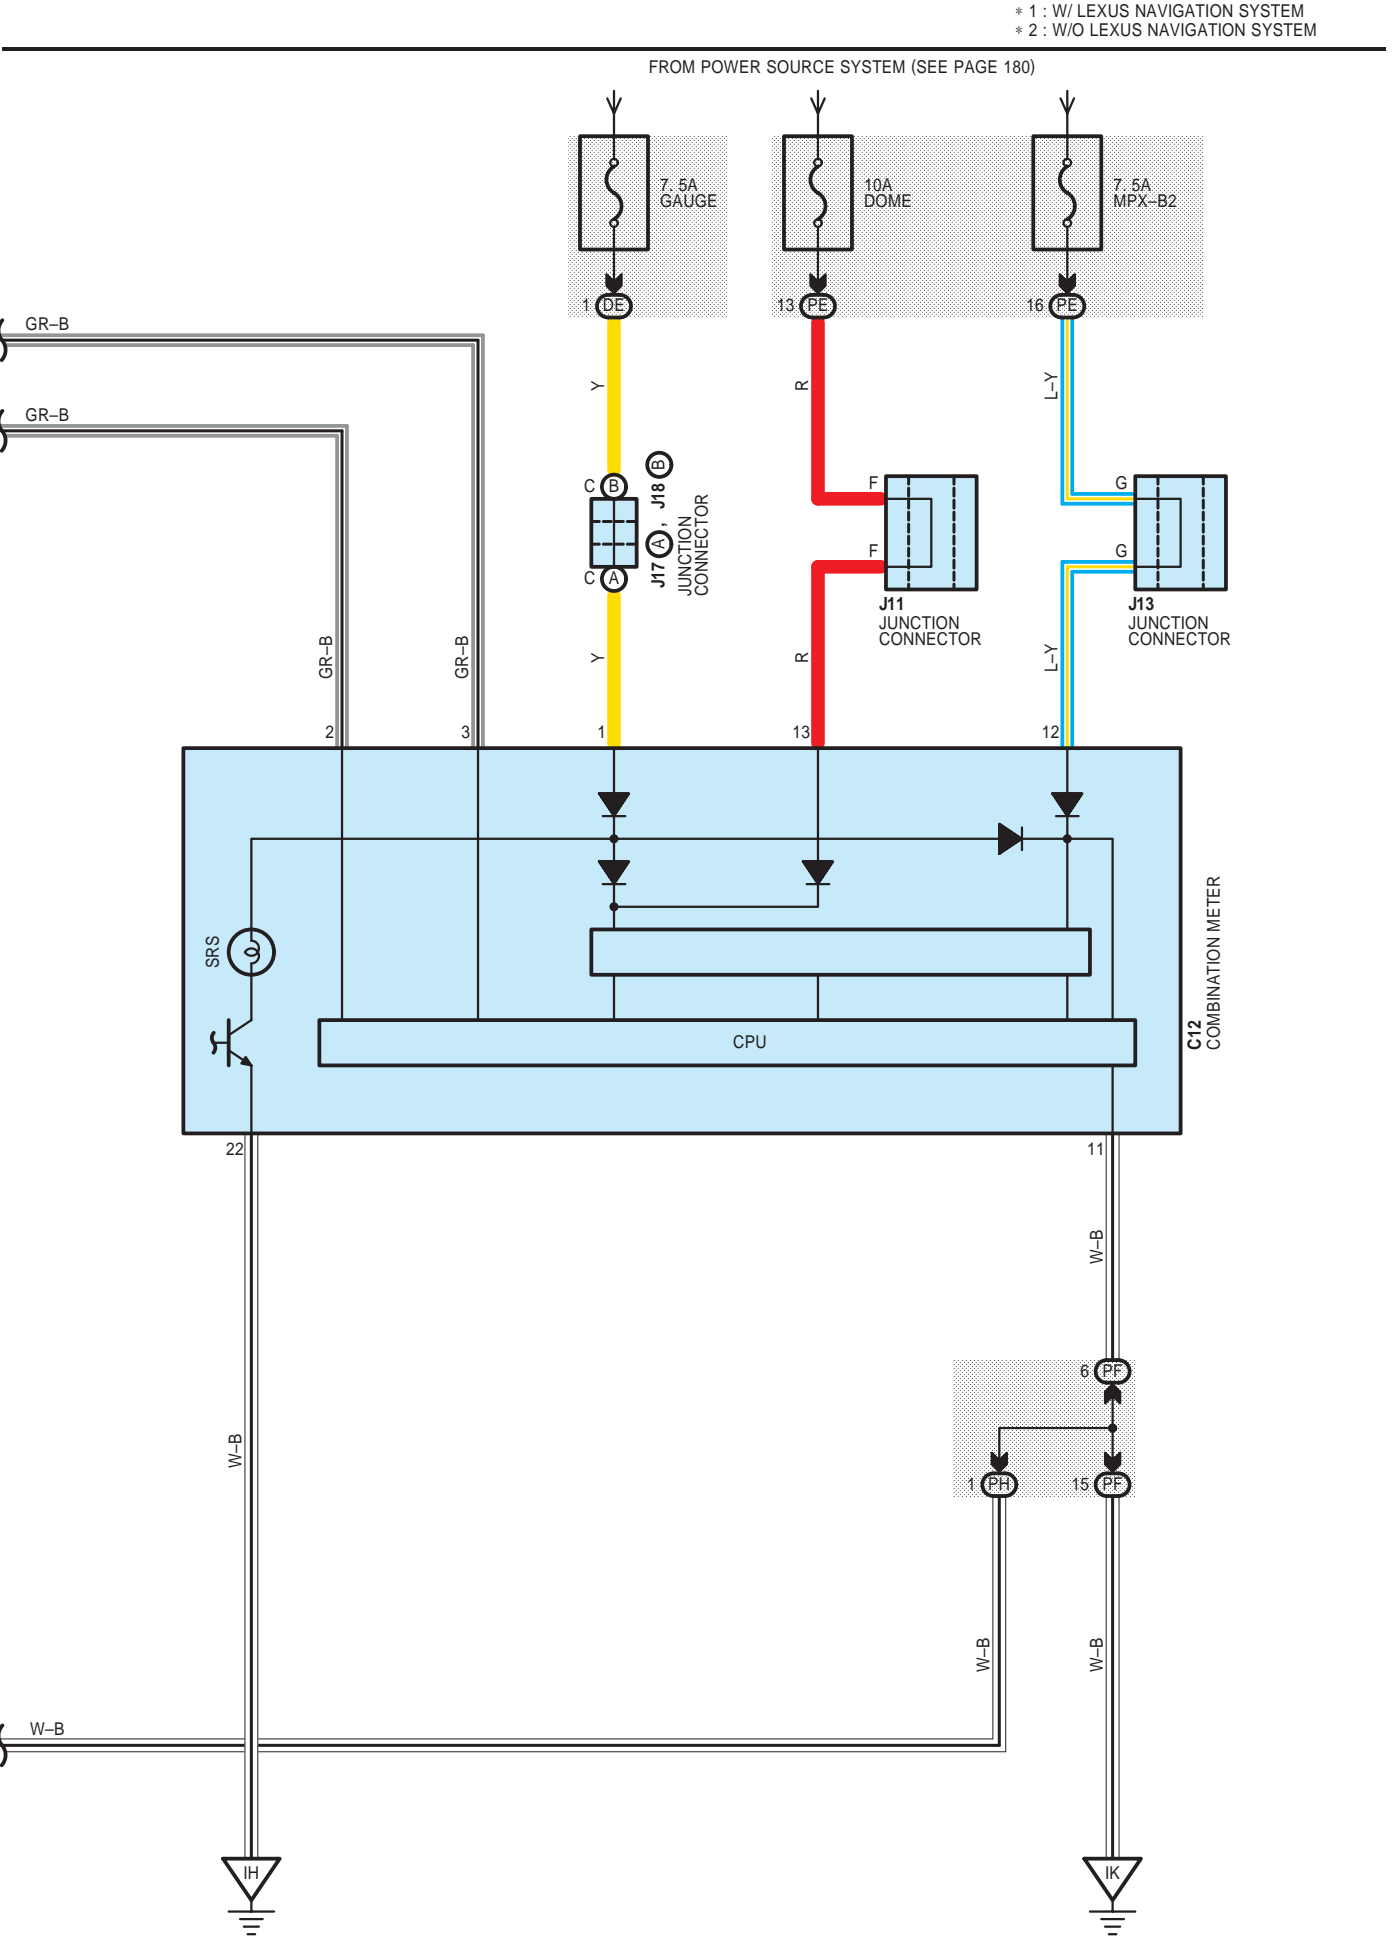 * 1 : W/ LEXUS NAVIGATION SYSTEM
* 2 : W/O LEXUS NAVIGATION SYSTEM
FROM POWER SOURCE SYSTEM (SEE PAGE 180)
7. 5A
GAUGE
10A
DOME
7. 5A
MPX–B2
1 DE
13 PE
16 PE
GR–B
GR–B
Y
R
L–Y
C B
C A
J17 A , J18 B
JUNCTION
CONNECTOR
F
F
J11
JUNCTION
CONNECTOR
G
G
J13
JUNCTION
CONNECTOR
GR–B
GR–B
Y
R
L–Y
2
3
1
13
12
SRS
CPU
C12
COMBINATION METER
22
11
W–B
6 PF
1 PH
15 PF
W–B
W–B
W–B
W–B
IH
IK